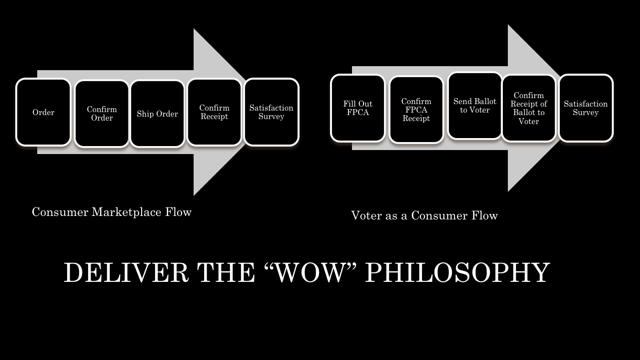 Order
Confirm
Order
Ship Order
Confirm
Receipt
Satisfaction
Survey
Fill Out
FPCA
Confirm
FPCA
Receipt
Send Ballot
to Voter
Confirm
Receipt of
Ballot to
Voter
Satisfaction
Survey
Consumer Marketplace Flow
Voter as a Consumer Flow
DELIVER THE “WOW” PHILOSOPHY